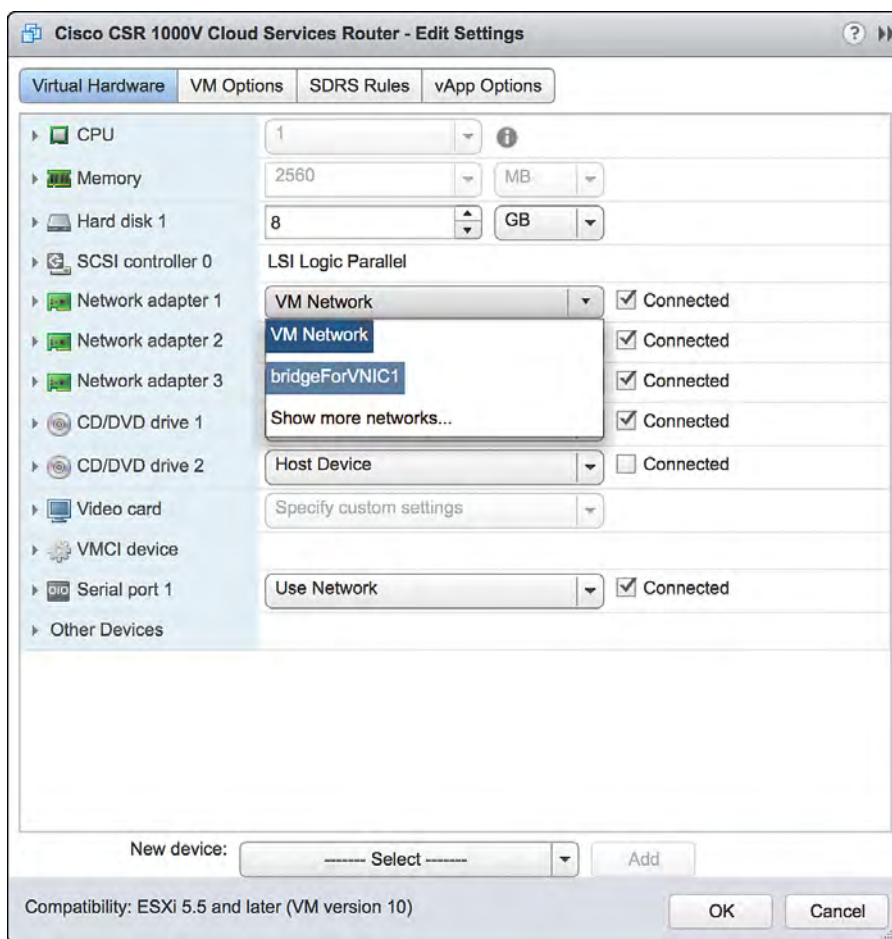 Cisco CSR 1000V Cloud Services Router - Edit Settings ?
Virtual Hardware VM Options SDRS Rules vApp Options
CPU 1
Memory 2560 MB
Hard disk 1 8 GB
SCSI controller 0 LSI Logic Parallel
Network adapter 1 VM Network Connected
Network adapter 2 VM Network Connected
Network adapter 3 bridgeForVNIC1 Connected
CD/DVD drive 1 Show more networks... Connected
CD/DVD drive 2 Host Device Connected
Video card Specify custom settings
VMCI device
Serial port 1 Use Network Connected
Other Devices
New device: ------- Select ------- Add
Compatibility: ESXi 5.5 and later (VM version 10) OK Cancel